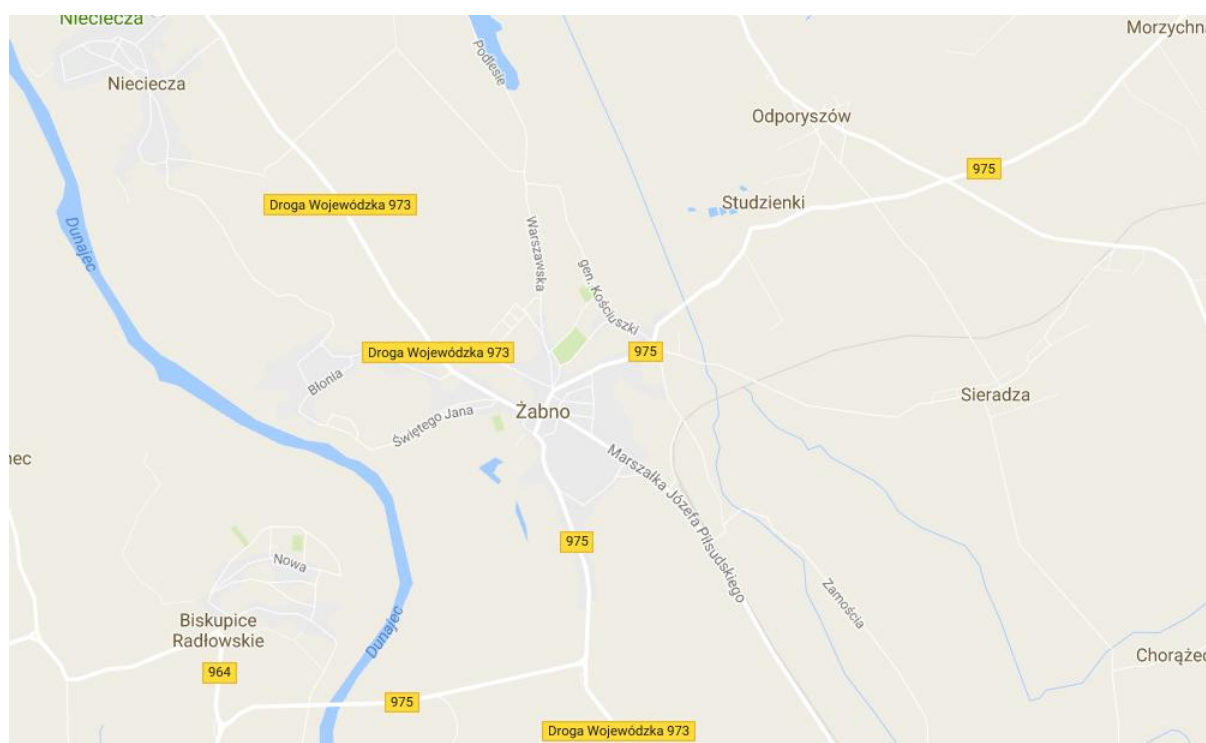 Nieciecza
Morzychna
Podlesie
Nieciecza
Odporyszów
975
Droga Wojewódzka 973
Studzienki
Dunajec
Warszawska
gen. Kościuszki
Droga Wojewódzka 973
975
Błonia
Świętego Jana
Żabno
Sieradza
nec
Marszałka Józefa Piłsudskiego
975
Nowa
Zamościa
Biskupice
Radłowskie
Dunajec
Chorążec
964
975
Droga Wojewódzka 973